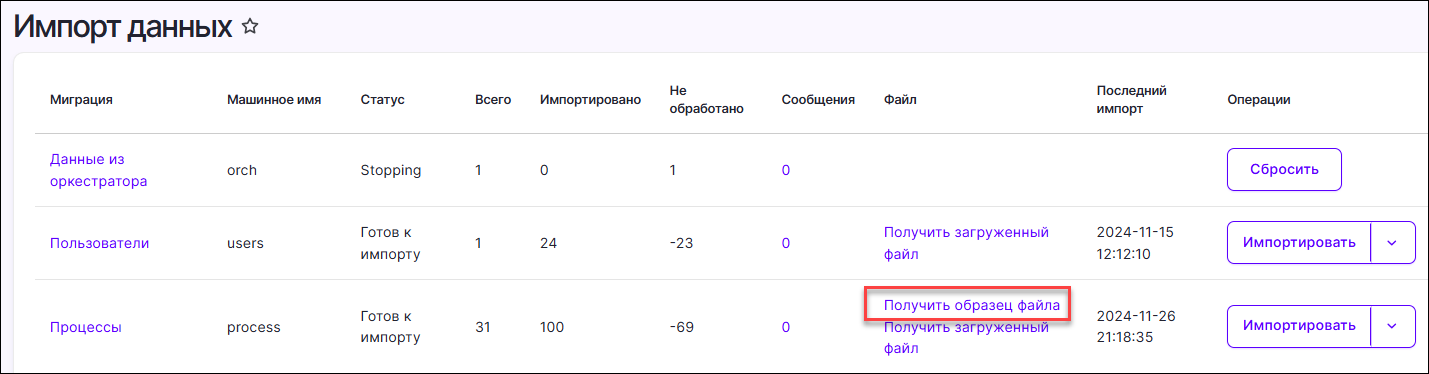 Импорт данных
Миграция Машинное имя Статус Всего Импортировано Не обработано Сообщения Файл Последний импорт Операции
Данные из оркестратора orch Stopping 1 0 1 0 Сбросить
Пользователи users Готов к импорту 1 24 -23 0 Получить загруженный файл 2024-11-15 12:12:10 Импортировать
Процессы process Готов к импорту 31 100 -69 0 Получить образец файла Получить загруженный файл 2024-11-26 21:18:35 Импортировать